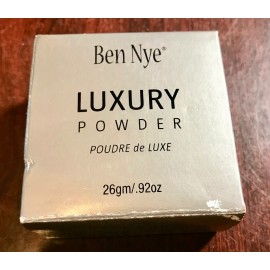 Ben Nye®
LUXURY
POWDER
POUDRE de LUXE
26gm/.92oz